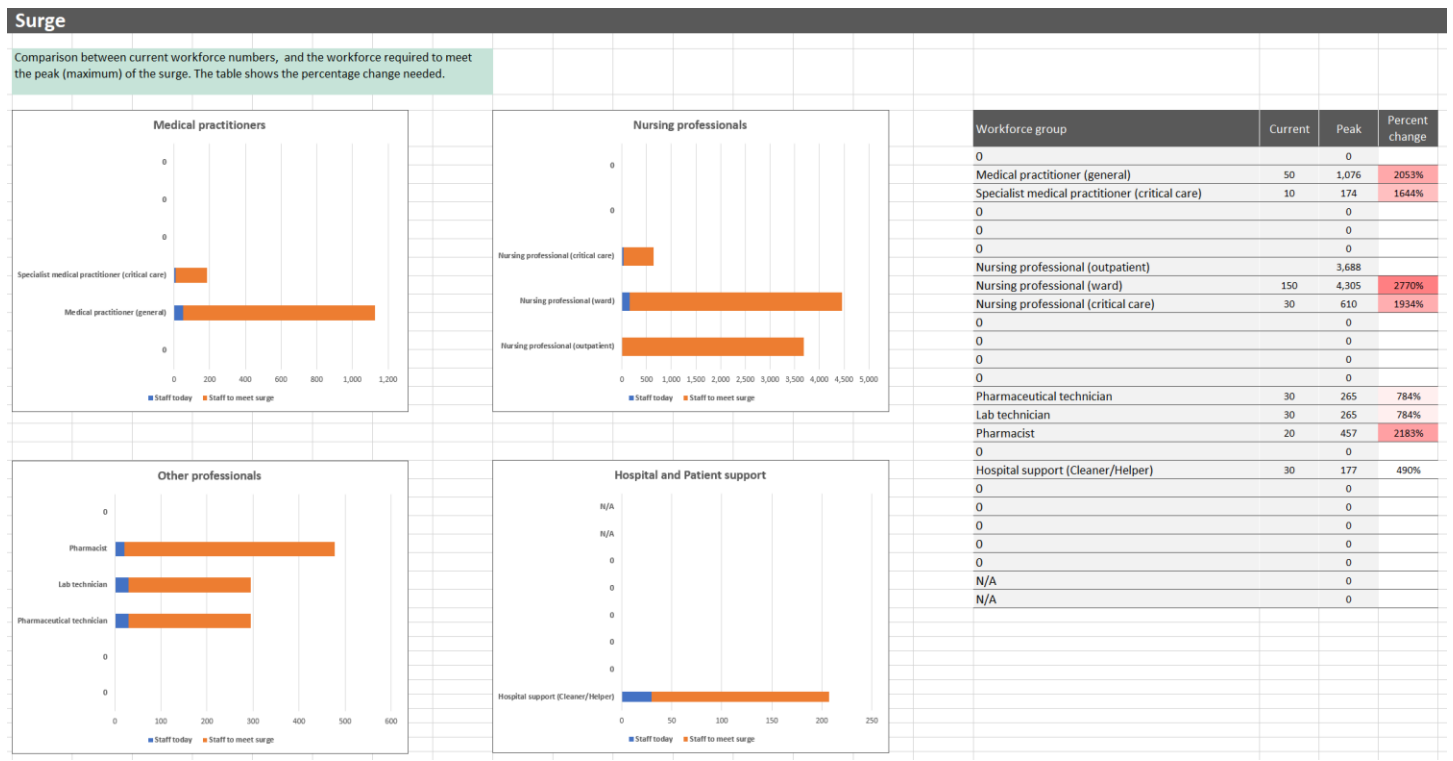 Surge
Comparison between current workforce numbers,  and the workforce required to meet
the peak (maximum) of the surge. The table shows the percentage change needed.
Medical practitioners
0
0
0
Specialist medical practitioner (critical care)
Medical practitioner (general)
0
0 200 400 600 800 1,000 1,200
Staff today Staff to meet surge
Nursing professionals
0
0
Nursing professional (critical care)
Nursing professional (ward)
Nursing professional (outpatient)
0 500 1,000 1,500 2,000 2,500 3,000 3,500 4,000 4,500 5,000
Staff today Staff to meet surge
Other professionals
0
Pharmacist
Lab technician
Pharmaceutical technician
0
0
0 100 200 300 400 500 600
Staff today Staff to meet surge
Hospital and Patient support
N/A
N/A
0
0
0
0
0
Hospital support (Cleaner/Helper)
0 50 100 150 200 250
Staff today Staff to meet surge
Workforce group Current Peak Percent change
0 0
Medical practitioner (general) 50 1,076 2053%
Specialist medical practitioner (critical care) 10 174 1644%
0 0
0 0
0 0
Nursing professional (outpatient) 3,688
Nursing professional (ward) 150 4,305 2770%
Nursing professional (critical care) 30 610 1934%
0 0
0 0
0 0
0 0
Pharmaceutical technician 30 265 784%
Lab technician 30 265 784%
Pharmacist 20 457 2183%
0 0
Hospital support (Cleaner/Helper) 30 177 490%
0 0
0 0
0 0
0 0
0 0
N/A 0
N/A 0